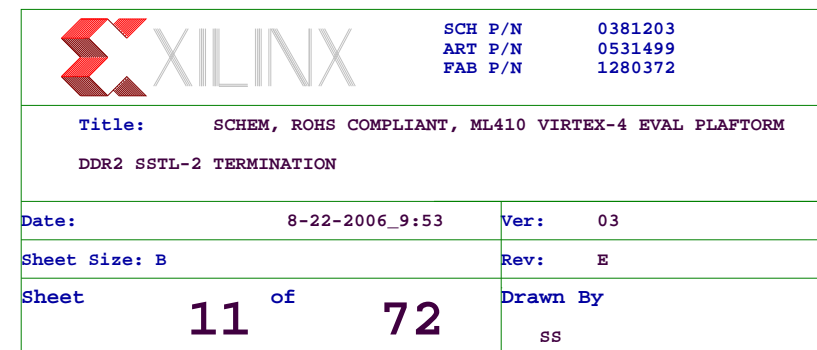 XILINX
SCH P/N 0381203
ART P/N 0531499
FAB P/N 1280372
Title: SCHEM, ROHS COMPLIANT, ML410 VIRTEX-4 EVAL PLAFTORM
DDR2 SSTL-2 TERMINATION
Date: 8-22-2006_9:53 Ver: 03
Sheet Size: B Rev: E
Sheet 11 of 72 Drawn By
SS